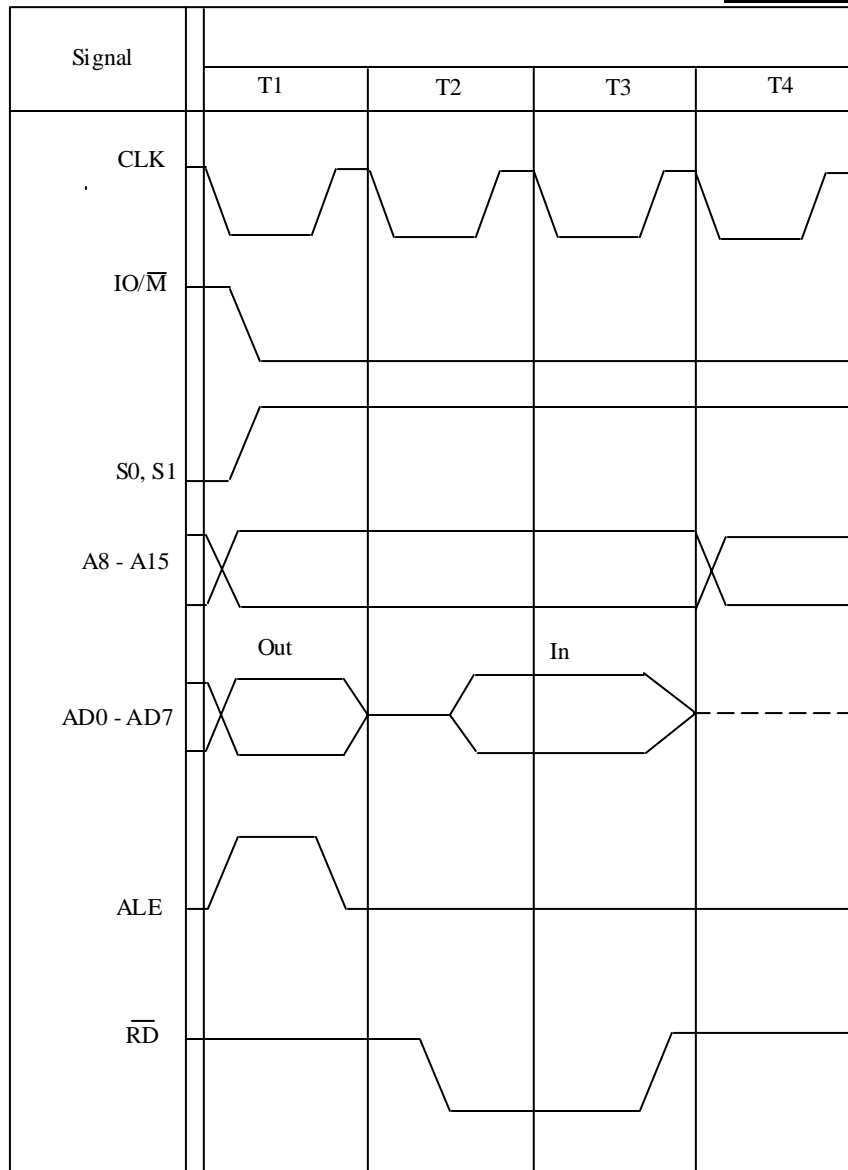 Signal
T1 T2 T3 T4
CLK
IO/M̅
S0, S1
A8 - A15
Out In
AD0 - AD7
ALE
R̅D̅